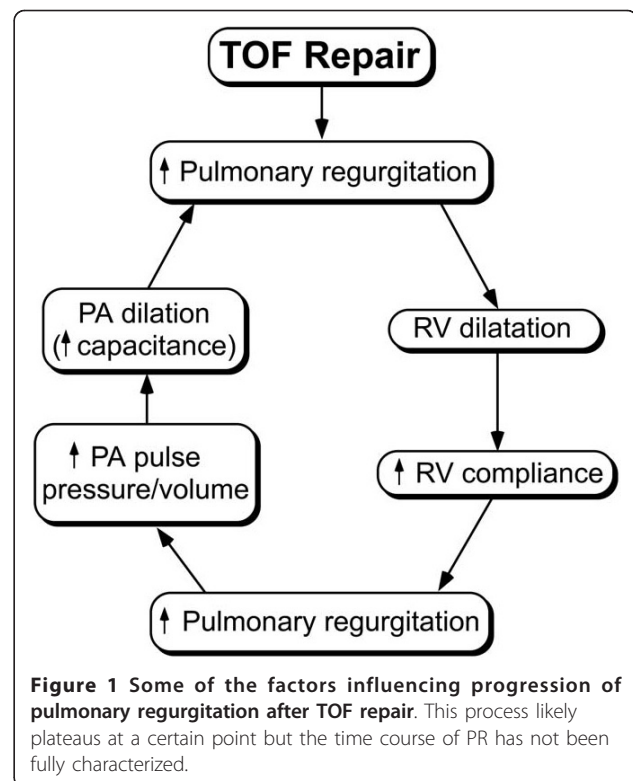 TOF Repair
↑ Pulmonary regurgitation
PA dilation
(↑ capacitance)
RV dilatation
↑ PA pulse
pressure/volume
↑ RV compliance
↑ Pulmonary regurgitation
Figure 1 Some of the factors influencing progression of
pulmonary regurgitation after TOF repair. This process likely
plateaus at a certain point but the time course of PR has not been
fully characterized.